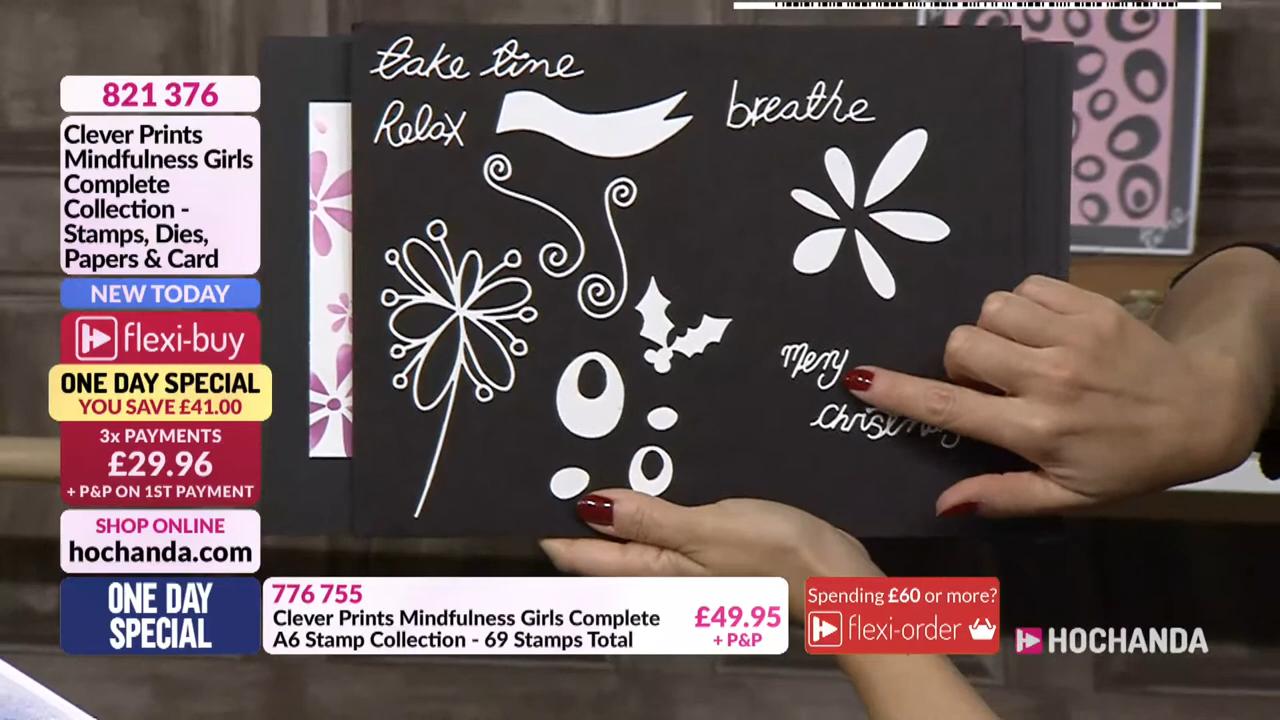 821 376
Clever Prints
Mindfulness Girls
Complete
Collection -
Stamps, Dies,
Papers & Card
NEW TODAY
flexi-buy
ONE DAY SPECIAL
YOU SAVE £41.00
3x PAYMENTS
£29.96
+ P&P ON 1ST PAYMENT
SHOP ONLINE
hochanda.com
ONE DAY
SPECIAL
take time
Relax
breathe
Merry
Christmas
776 755
Clever Prints Mindfulness Girls Complete
A6 Stamp Collection - 69 Stamps Total
£49.95
+ P&P
Spending £60 or more?
flexi-order
HOCHANDA